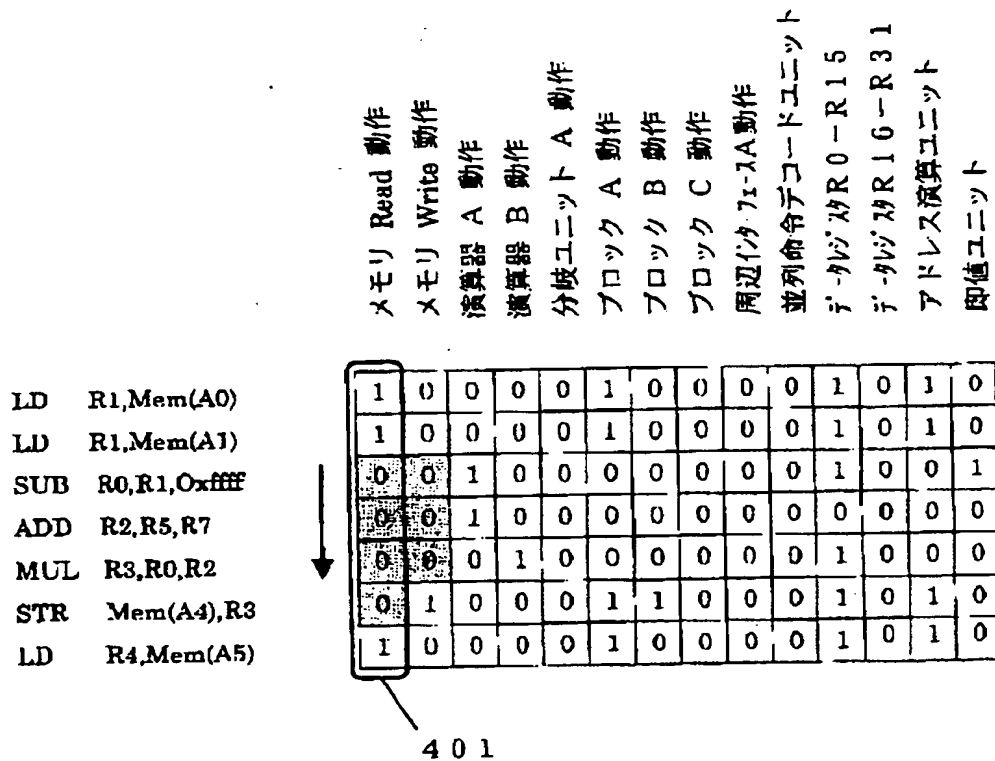 メモリ Read 動作
メモリ Write 動作
演算器 A 動作
演算器 B 動作
分岐ユニット A 動作
ブロック A 動作
ブロック B 動作
ブロック C 動作
周辺インタフェースA動作
並列命令デコードユニット
データレジスタR0-R15
データレジスタR16-R31
アドレス演算ユニット
即値ユニット
LD R1,Mem(A0) 1 0 0 0 0 1 0 0 0 0 1 0 1 0
LD R1,Mem(A1) 1 0 0 0 0 1 0 0 0 0 1 0 1 0
SUB R0,R1,Oxffff 0 0 1 0 0 0 0 0 0 0 1 0 0 1
ADD R2,R5,R7 0 0 1 0 0 0 0 0 0 0 0 0 0 0
MUL R3,R0,R2 0 0 0 1 0 0 0 0 0 0 1 0 0 0
STR Mem(A4),R3 0 1 0 0 0 1 1 0 0 0 1 0 1 0
LD R4,Mem(A5) 1 0 0 0 0 1 0 0 0 0 1 0 1 0
401